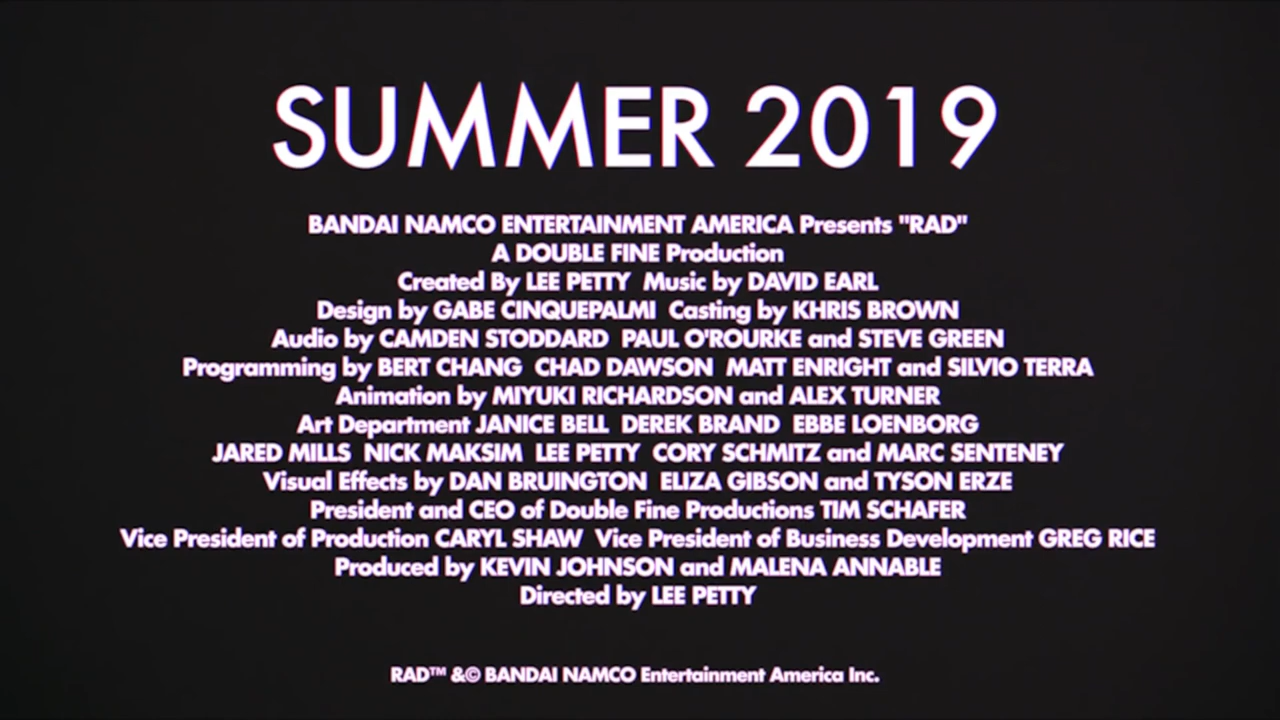 SUMMER 2019
BANDAI NAMCO ENTERTAINMENT AMERICA Presents "RAD"
A DOUBLE FINE Production
Created By LEE PETTY Music by DAVID EARL
Design by GABE CINQUEPALMI Casting by KHRIS BROWN
Audio by CAMDEN STODDARD PAUL O'ROURKE and STEVE GREEN
Programming by BERT CHANG CHAD DAWSON MATT ENRIGHT and SILVIO TERRA
Animation by MIYUKI RICHARDSON and ALEX TURNER
Art Department JANICE BELL DEREK BRAND EBBE LOENBORG
JARED MILLS NICK MAKSIM LEE PETTY CORY SCHMITZ and MARC SENTENEY
Visual Effects by DAN BRUINGTON ELIZA GIBSON and TYSON ERZE
President and CEO of Double Fine Productions TIM SCHAFER
Vice President of Production CARYL SHAW Vice President of Business Development GREG RICE
Produced by KEVIN JOHNSON and MALENA ANNABLE
Directed by LEE PETTY
RAD™ &© BANDAI NAMCO Entertainment America Inc.